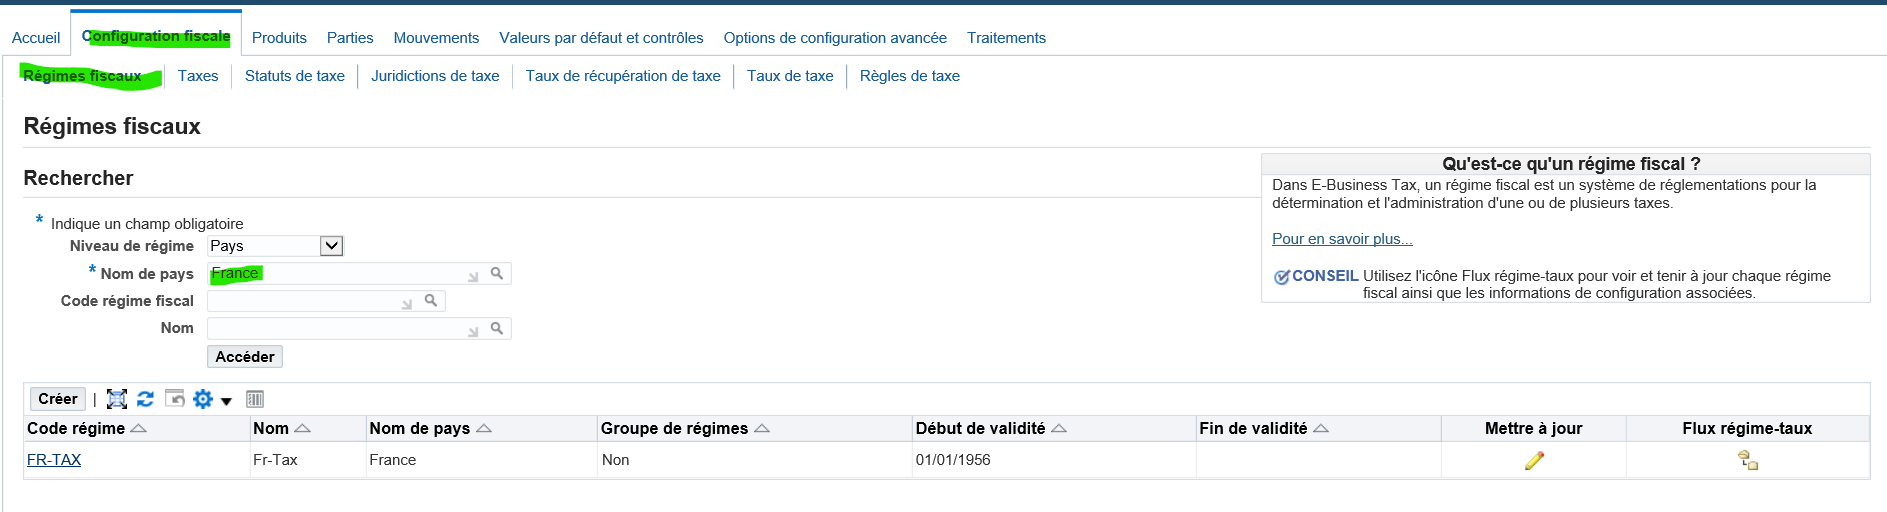 Accueil Configuration fiscale Produits Parties Mouvements Valeurs par défaut et contrôles Options de configuration avancée Traitements
Régimes fiscaux Taxes Statuts de taxe Juridictions de taxe Taux de récupération de taxe Taux de taxe Règles de taxe
Régimes fiscaux
Rechercher
* Indique un champ obligatoire
Niveau de régime Pays
* Nom de pays France
Code régime fiscal
Nom
Accéder
Qu'est-ce qu'un régime fiscal ?
Dans E-Business Tax, un régime fiscal est un système de réglementations pour la
détermination et l'administration d'une ou de plusieurs taxes.
Pour en savoir plus...
CONSEIL Utilisez l'icône Flux régime-taux pour voir et tenir à jour chaque régime
fiscal ainsi que les informations de configuration associées.
Créer |
Code régime Nom Nom de pays Groupe de régimes Début de validité Fin de validité Mettre à jour Flux régime-taux
FR-TAX Fr-Tax France Non 01/01/1956